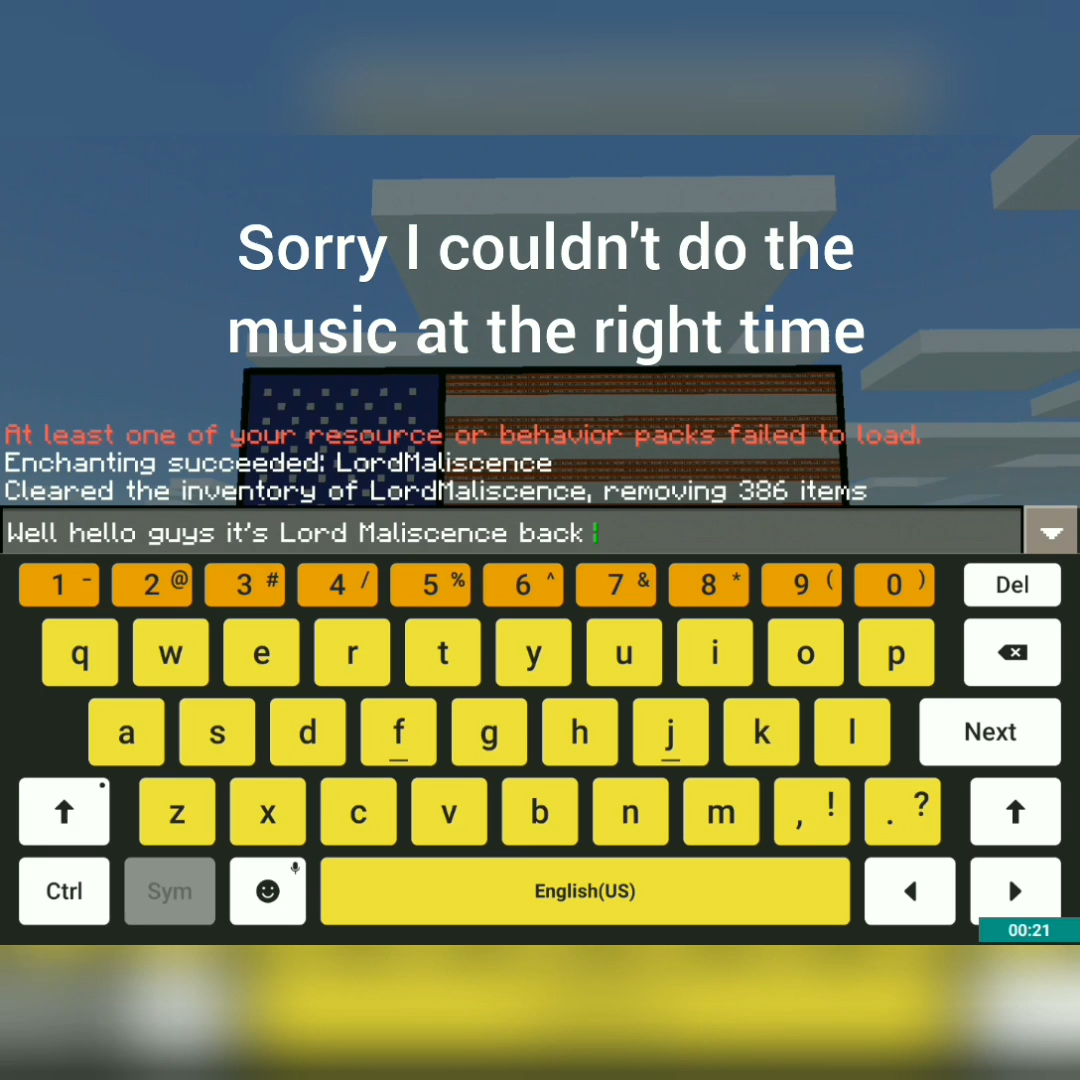 Sorry I couldn't do the
music at the right time
At least one of your resource or behavior packs failed to load.
Enchanting succeeded: LordMaliscence
Cleared the inventory of LordMaliscence, removing 386 items
Well hello guys it's Lord Maliscence back
1 - 2 @ 3 # 4 / 5 % 6 ^ 7 & 8 * 9 ( 0 ) Del
q w e r t y u i o p
a s d f g h j k l Next
z x c v b n m , ! . ?
Ctrl Sym English(US)
00:21